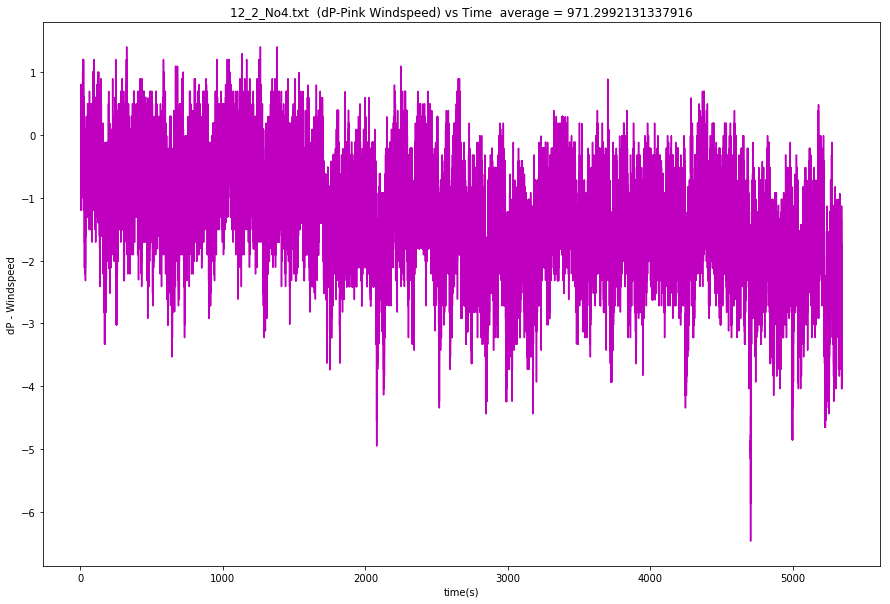 12_2_No4.txt  (dP-Pink Windspeed) vs Time  average = 971.2992131337916
dP - Windspeed
1
0
−1
−2
−3
−4
−5
−6
0 1000 2000 3000 4000 5000
time(s)